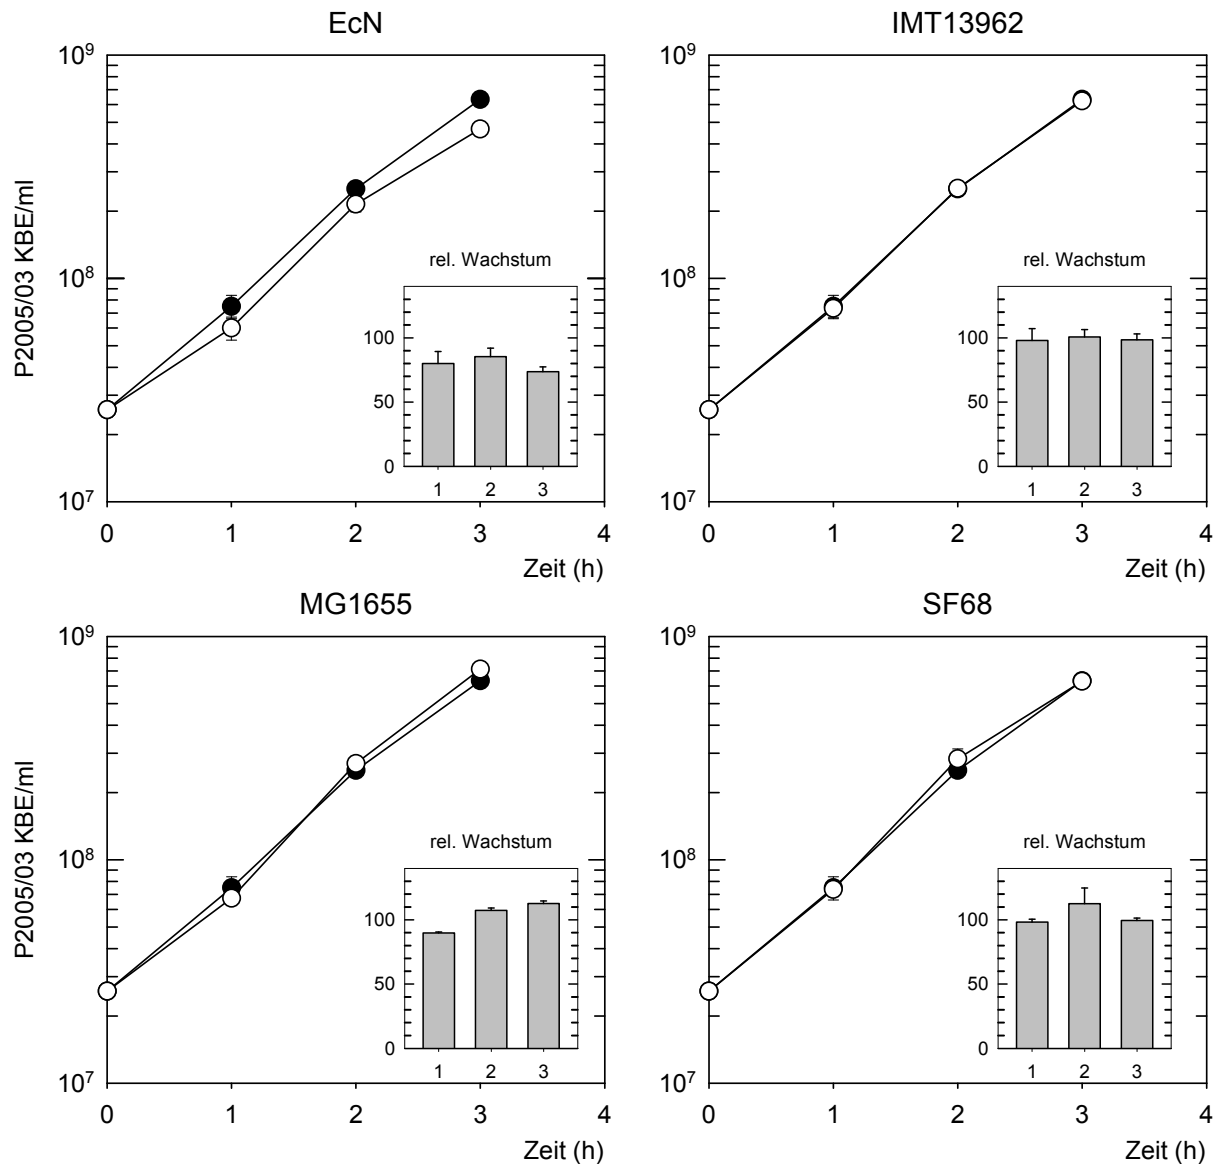 EcN
IMT13962
10⁹
10⁸
10⁷
P2005/03 KBE/ml
rel. Wachstum
100
50
0
1 2 3
0 1 2 3 4
Zeit (h)
10⁹
10⁸
10⁷
rel. Wachstum
100
50
0
1 2 3
0 1 2 3 4
Zeit (h)
MG1655
SF68
10⁹
10⁸
10⁷
P2005/03 KBE/ml
rel. Wachstum
100
50
0
1 2 3
0 1 2 3 4
Zeit (h)
10⁹
10⁸
10⁷
rel. Wachstum
100
50
0
1 2 3
0 1 2 3 4
Zeit (h)